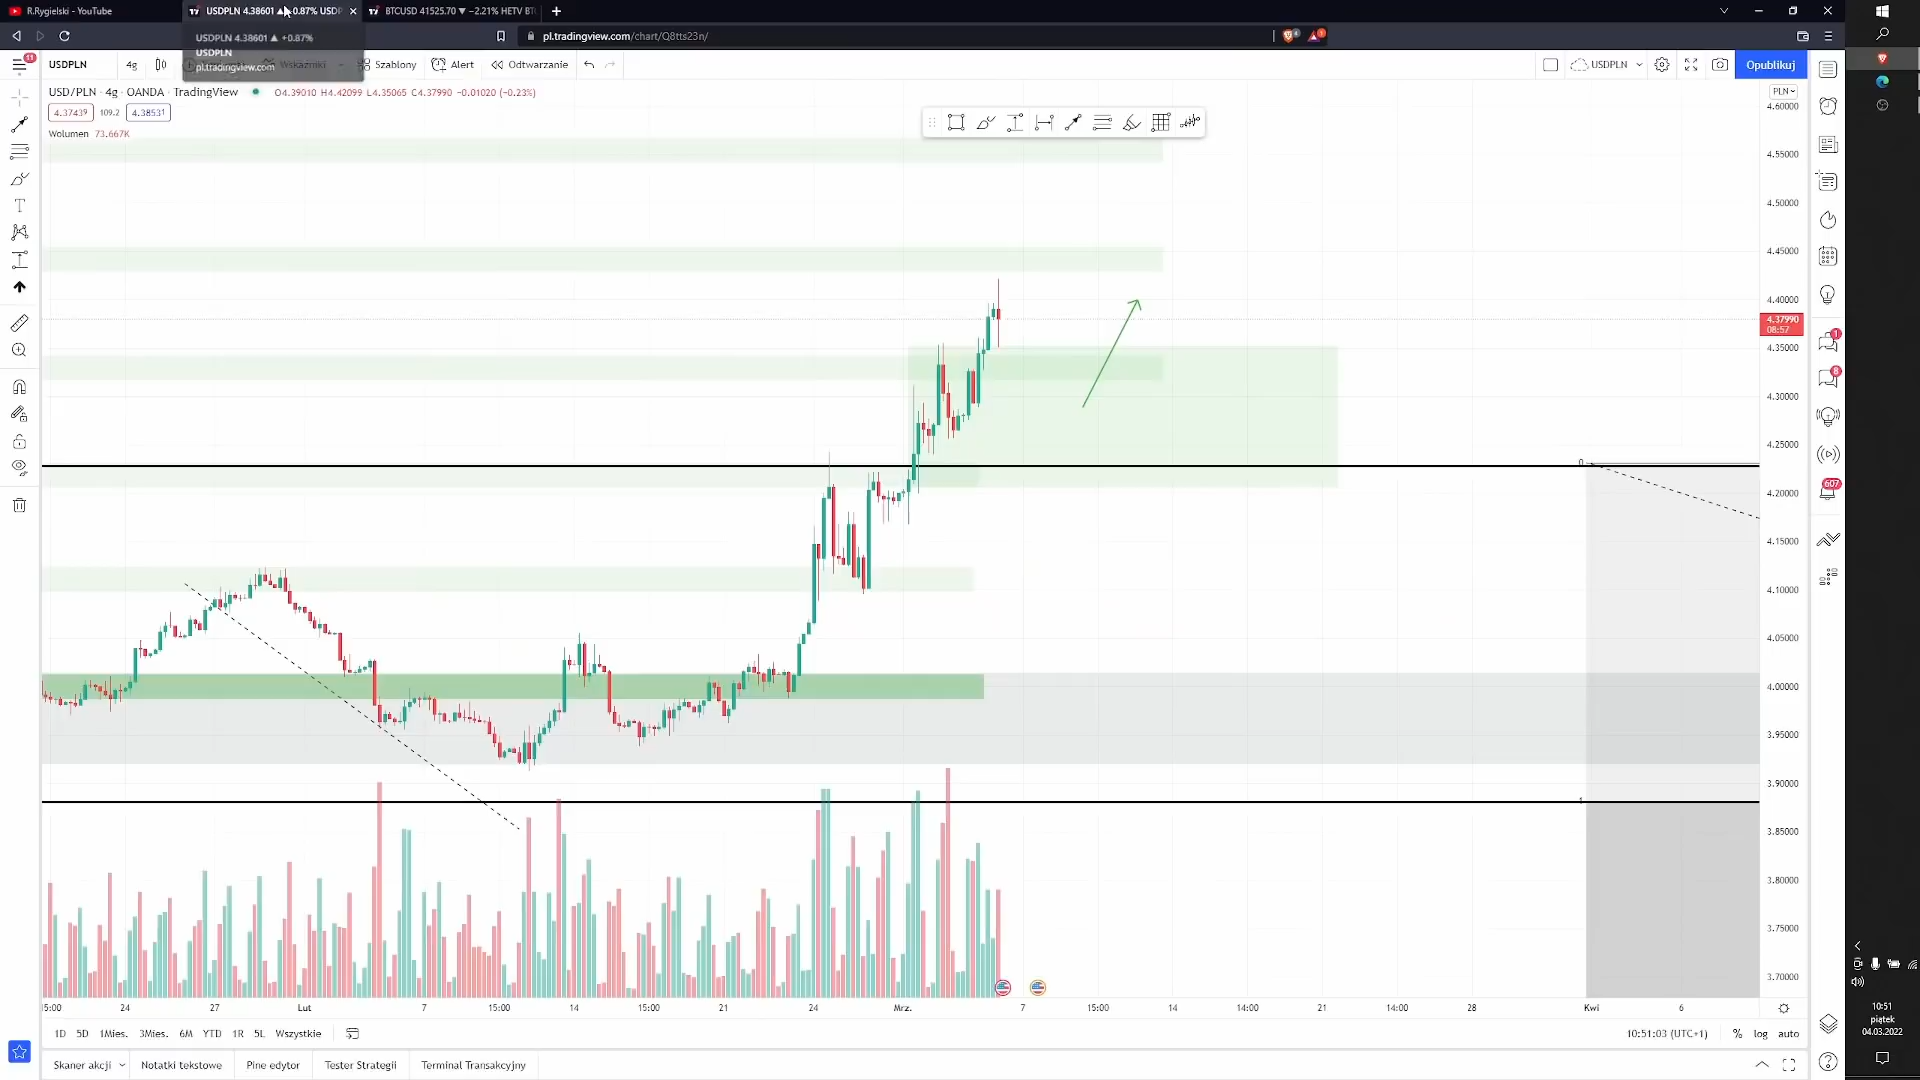 R.Rygielski - YouTube
USDPLN 4.38601 ▲ +0.87% USDP
BTCUSD 41525.70 ▼ −2.21% HETV BT
USDPLN 4.38601 ▲ +0.87%
USDPLN
pl.tradingview.com
pl.tradingview.com/chart/Q8tts23n/
11
USDPLN
4g
Wskaźniki
Szablony
Alert
Odtwarzanie
USDPLN
Opublikuj
USD/PLN · 4g · OANDA · TradingView
O4.39010 H4.42099 L4.35065 C4.37990 −0.01020 (−0.23%)
4.37439
109.2
4.38531
Wolumen 73.667K
PLN
4.60000
4.55000
4.50000
4.45000
4.40000
4.37990
08:57
4.35000
4.30000
4.25000
4.20000
4.15000
4.10000
4.05000
4.00000
3.95000
3.90000
3.85000
3.80000
3.75000
3.70000
0
1
1
8
607
15:00
24
27
Lut
7
15:00
14
15:00
21
24
Mrz.
7
15:00
14
14:00
21
14:00
28
Kwi
6
1D
5D
1Mies.
3Mies.
6M
YTD
1R
5L
Wszystkie
10:51:03 (UTC+1)
%
log
auto
Skaner akcji
Notatki tekstowe
Pine edytor
Tester Strategii
Terminal Transakcyjny
10:51
piątek
04.03.2022